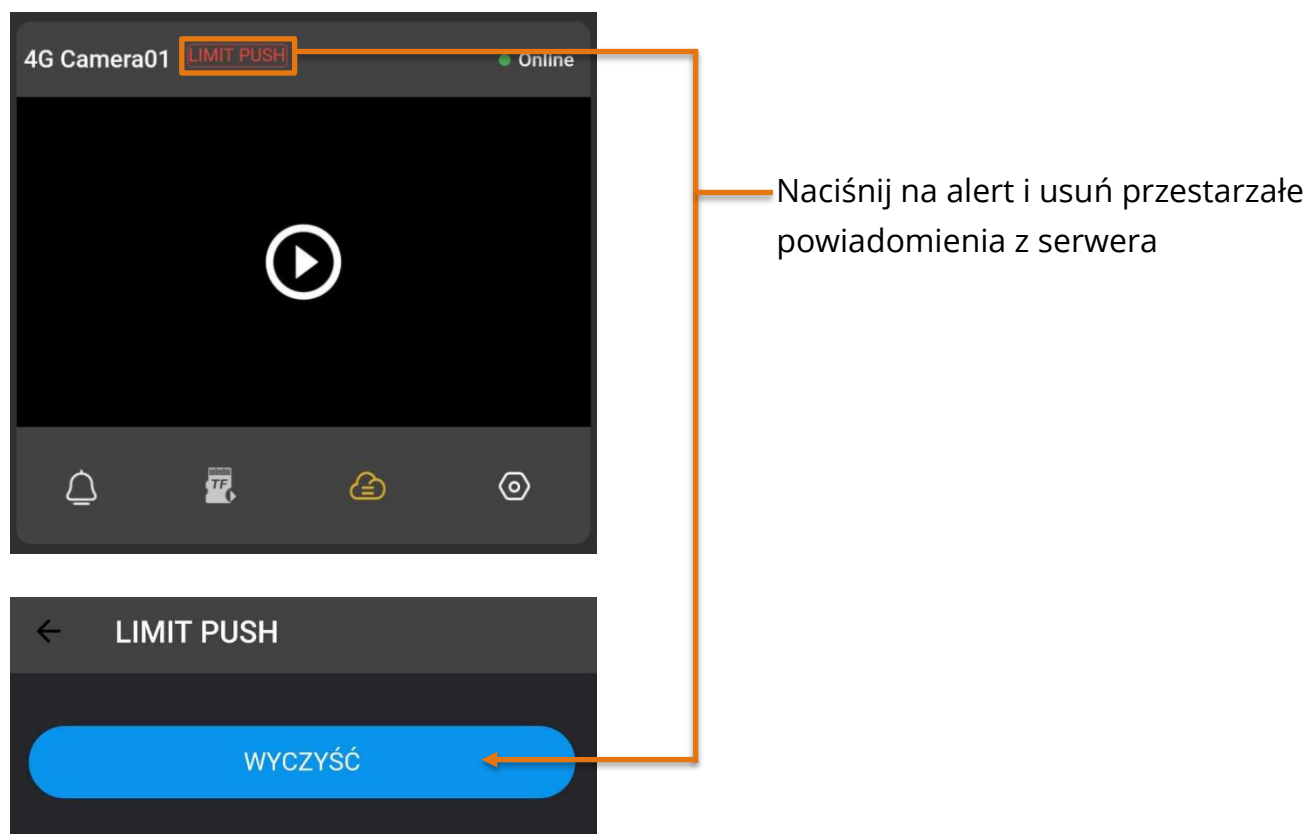 4G Camera01 LIMIT PUSH Online
Naciśnij na alert i usuń przestarzałe
powiadomienia z serwera
TF
LIMIT PUSH
WYCZYŚĆ